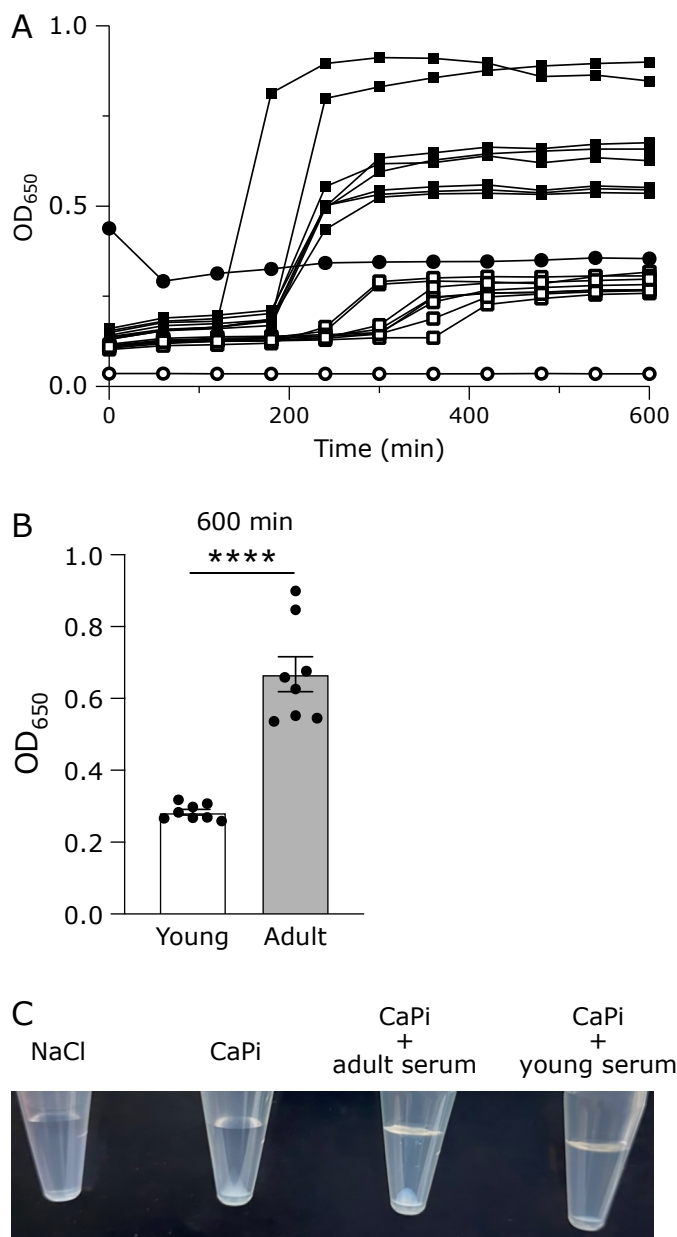 A
1.0
0.5
0.0
OD650
0
200
400
600
Time (min)
B
600 min
****
1.0
0.8
0.6
0.4
0.2
0.0
OD650
Young
Adult
C
NaCl
CaPi
CaPi
+
adult serum
CaPi
+
young serum